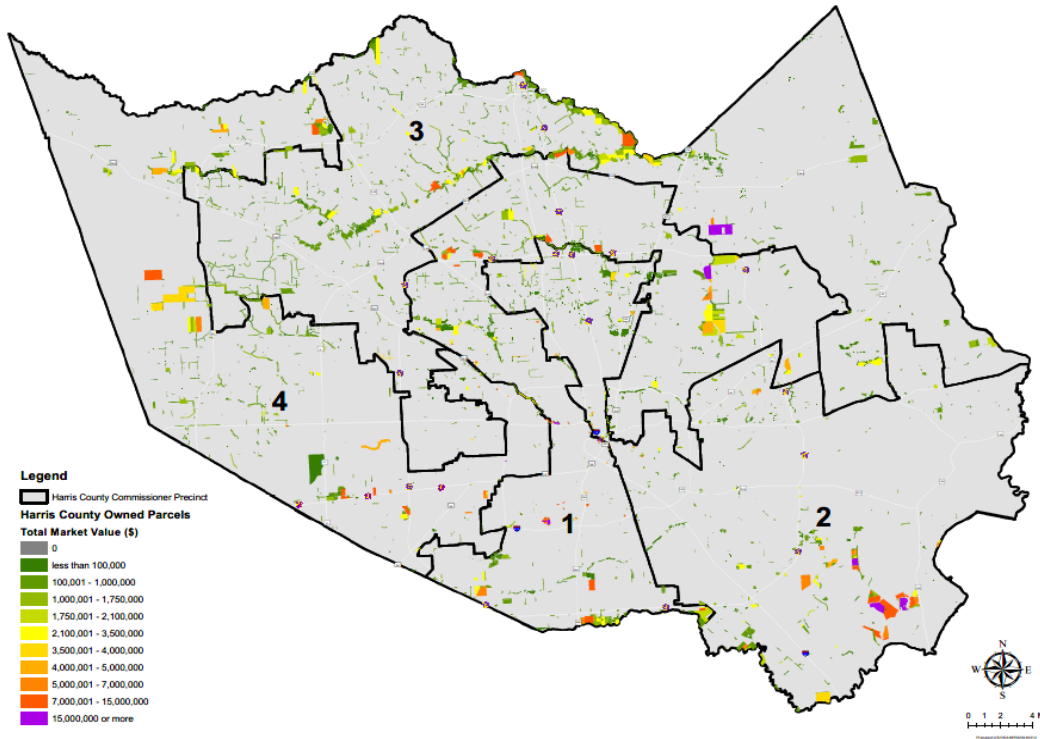 3
4
1
2
Legend
Harris County Commissioner Precinct
Harris County Owned Parcels
Total Market Value ($)
0
less than 100,000
100,001 - 1,000,000
1,000,001 - 1,750,000
1,750,001 - 2,100,000
2,100,001 - 3,500,000
3,500,001 - 4,000,000
4,000,001 - 5,000,000
5,000,001 - 7,000,000
7,000,001 - 15,000,000
15,000,000 or more
N
W E
S
0 1 2 4 M